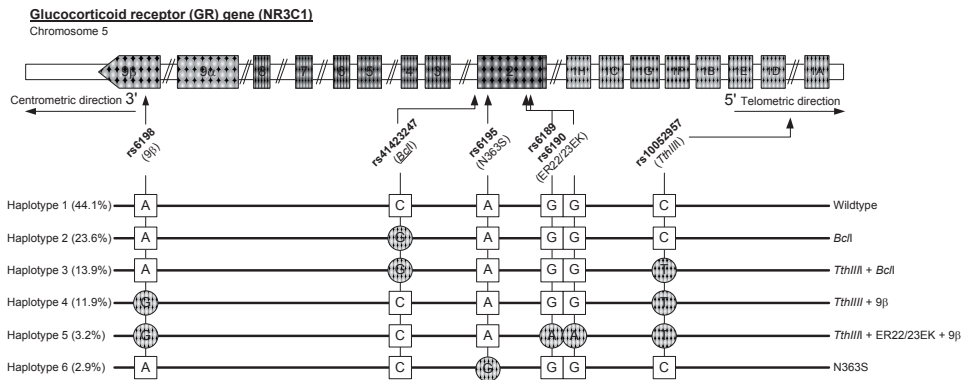 Glucocorticoid receptor (GR) gene (NR3C1)
Chromosome 5
9β 9α 8 7 6 5 4 3 2 1H 1C 1G 1F 1B 1E 1D 1A
Centrometric direction 3' 5' Telometric direction
rs6198 (9β)
rs41423247 (BclI)
rs6195 (N363S)
rs6189 rs6190 (ER22/23EK)
rs10052957 (TthIIII)
Haplotype 1 (44.1%) A C A G G C Wildtype
Haplotype 2 (23.6%) A G A G G C BclI
Haplotype 3 (13.9%) A G A G G T TthIIII + BclI
Haplotype 4 (11.9%) G C A G G T TthIIII + 9β
Haplotype 5 (3.2%) G C A A A TthIIII + ER22/23EK + 9β
Haplotype 6 (2.9%) A C G G G C N363S